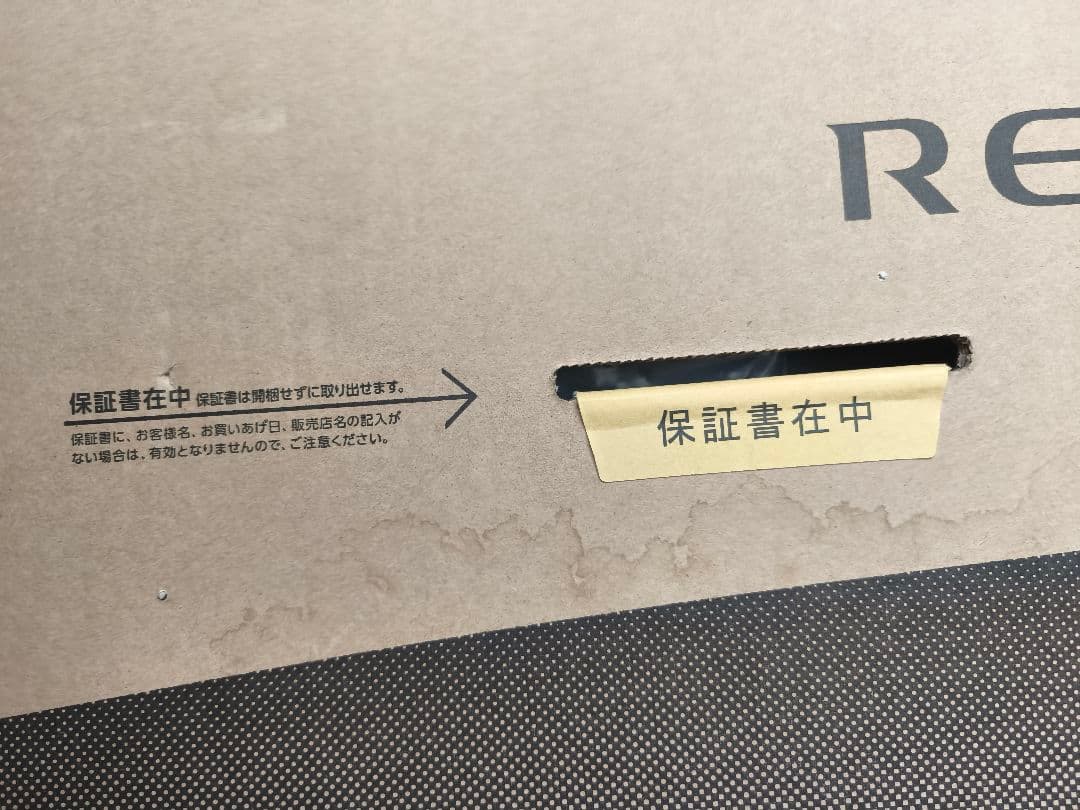 RE
保証書在中 保証書は開梱せずに取り出せます。
保証書に、お客様名、お買いあげ日、販売店名の記入が
ない場合は、有効となりませんので、ご注意ください。
保証書在中